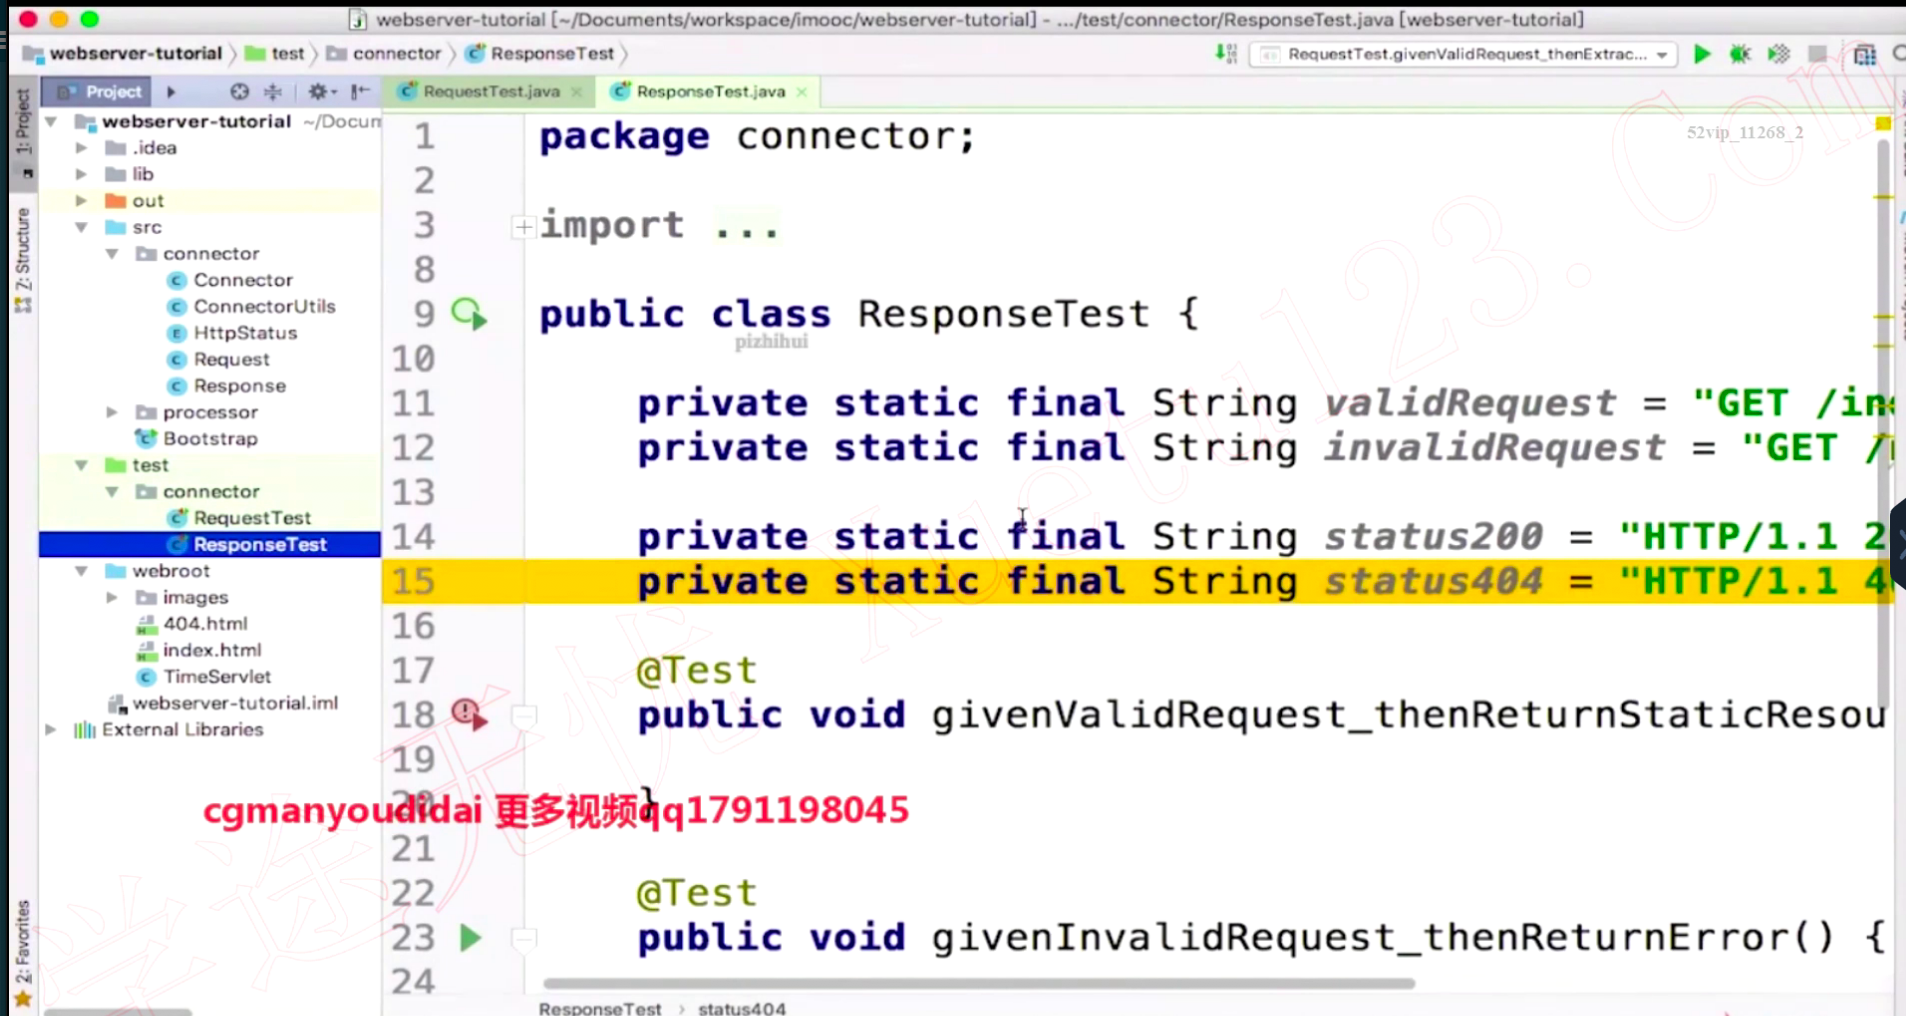 webserver-tutorial [~/Documents/workspace/imooc/webserver-tutorial] - .../test/connector/ResponseTest.java [webserver-tutorial]
webserver-tutorial test connector ResponseTest
RequestTest.givenValidRequest_thenExtrac...
1: Project
Z: Structure
2: Favorites
Project
webserver-tutorial ~/Docum
.idea
lib
out
src
connector
Connector
ConnectorUtils
HttpStatus
Request
Response
processor
Bootstrap
test
connector
RequestTest
ResponseTest
webroot
images
404.html
index.html
TimeServlet
webserver-tutorial.iml
External Libraries
RequestTest.java ResponseTest.java
52vip_11268_2
1 package connector;
2
3 import ...
8
9 public class ResponseTest {
pizhihui
10
11 private static final String validRequest = "GET /in
12 private static final String invalidRequest = "GET /
13
14 private static final String status200 = "HTTP/1.1 2
15 private static final String status404 = "HTTP/1.1 4
16
17 @Test
18 public void givenValidRequest_thenReturnStaticResou
19
20 }
cgmanyoudidai 更多视频qq1791198045
21
22 @Test
23 public void givenInvalidRequest_thenReturnError() {
24
ResponseTest › status404
学途无忧 Xuetu123.Com